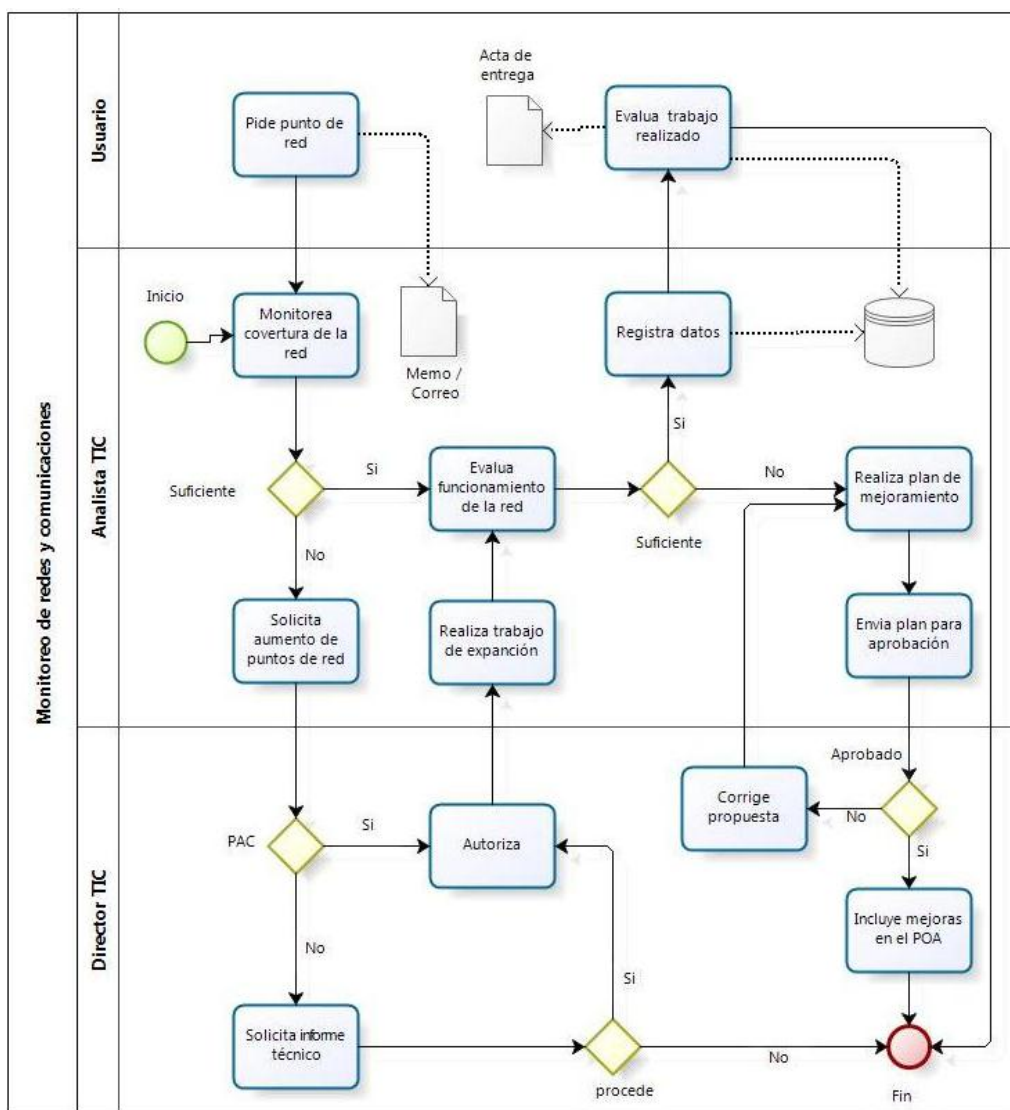 Monitoreo de redes y comunicaciones
Usuario
Pide punto de
red
Acta de
entrega
Evalua trabajo
realizado
Analista TIC
Inicio
Monitorea
covertura de la
red
Memo /
Correo
Registra datos
Si
Suficiente
Si
Evalua
funcionamiento
de la red
No
Suficiente
Realiza plan de
mejoramiento
No
Solicita
aumento de
puntos de red
Realiza trabajo
de expanción
Envia plan para
aprobación
Director TIC
Aprobado
PAC
Si
Autoriza
Corrige
propuesta
No
Si
No
Incluye mejoras
en el POA
Si
Solicita informe
técnico
procede
No
Fin